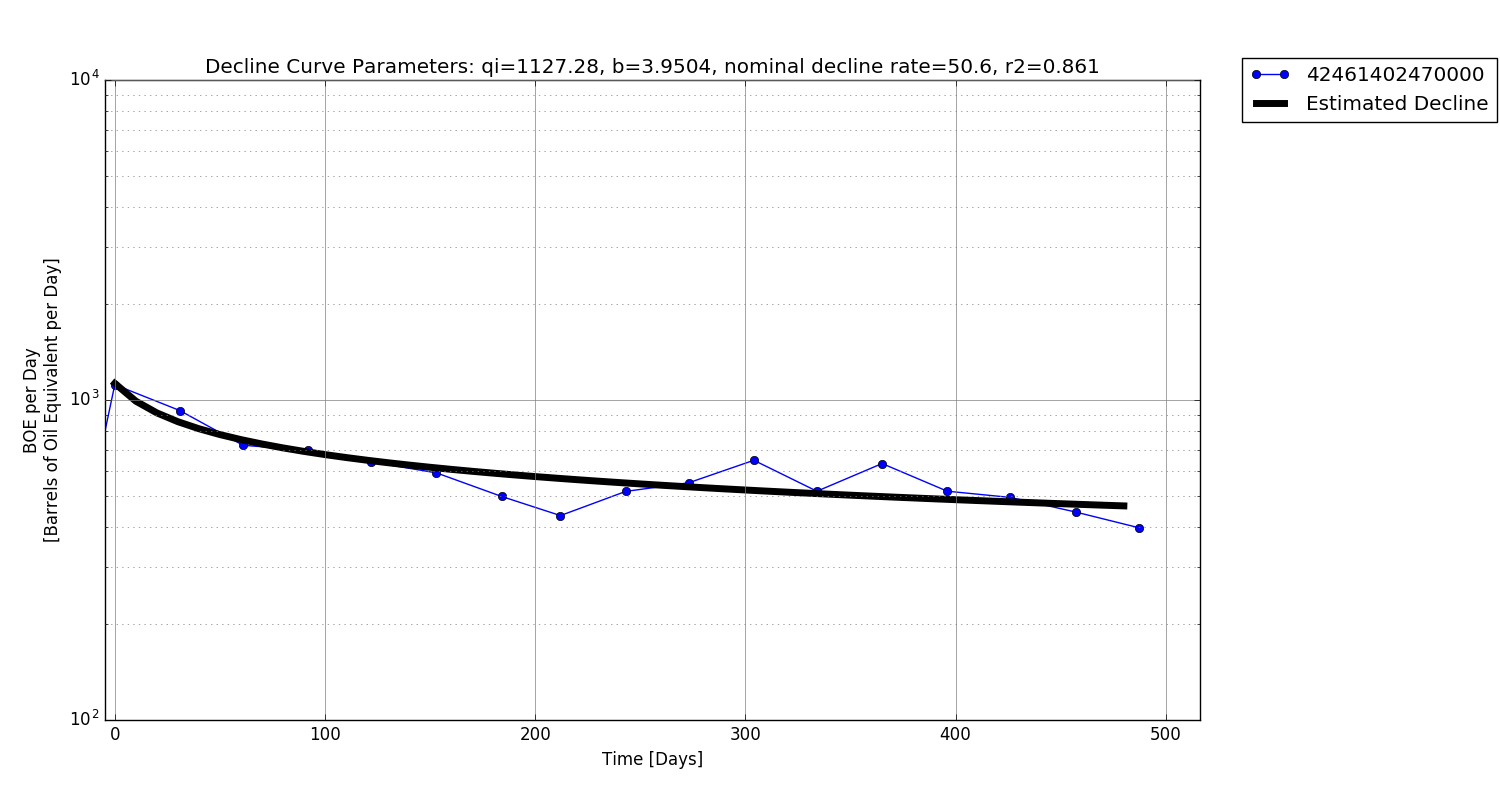 Decline Curve Parameters: qi=1127.28, b=3.9504, nominal decline rate=50.6, r2=0.861
42461402470000
Estimated Decline
10^4
10^3
10^2
BOE per Day
[Barrels of Oil Equivalent per Day]
0 100 200 300 400 500
Time [Days]